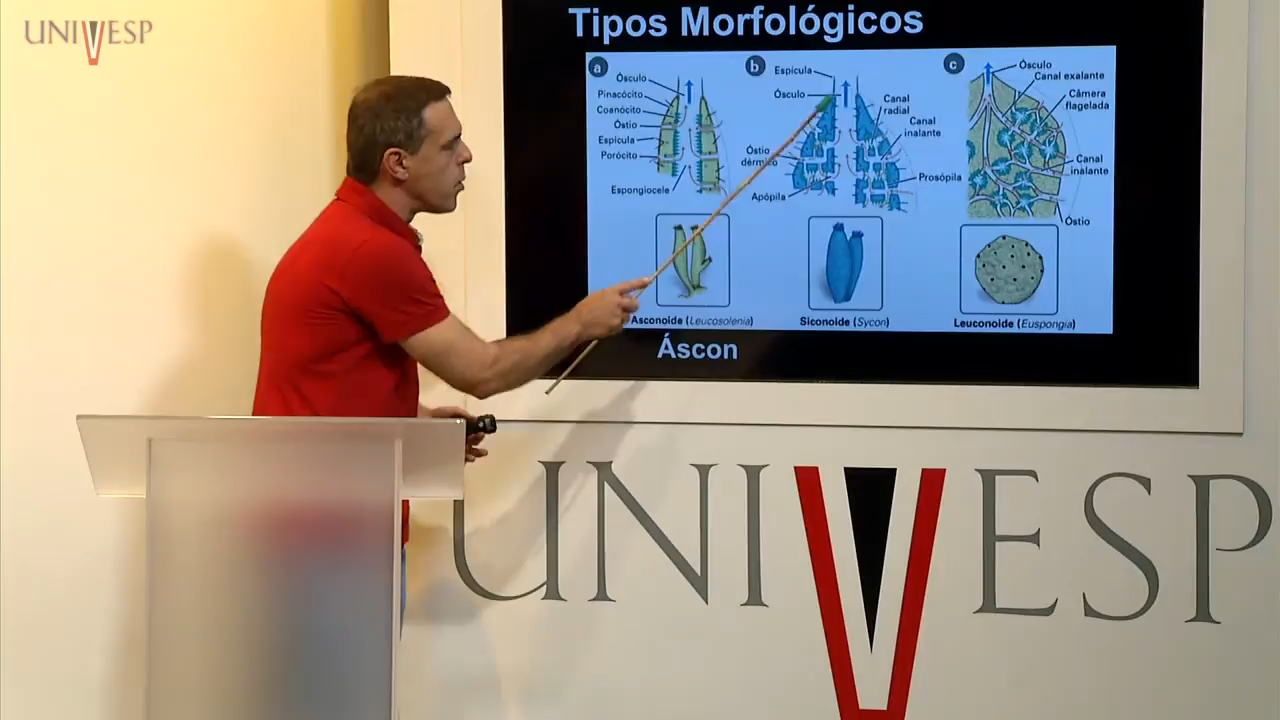 UNIVESP
Tipos Morfológicos
a
Ósculo
Pinacócito
Coanócito
Óstio
Espícula
Porócito
Espongiocele
b
Espícula
Ósculo
Canal
radial
Canal
inalante
Óstio
dérmico
Prosópila
Apópila
c
Ósculo
Canal exalante
Câmera
flagelada
Canal
inalante
Óstio
Asconoide (Leucosolenia)
Siconoide (Sycon)
Leuconoide (Euspongia)
Áscon
UNIVESP